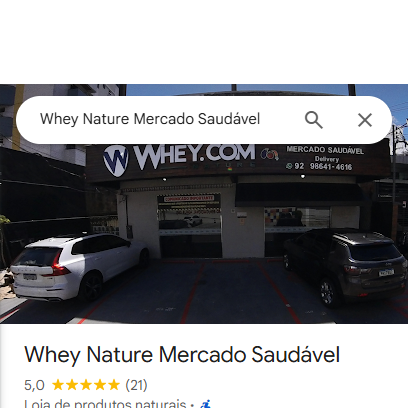 Whey Nature Mercado Saudável
WHEY.COM
MERCADO SAUDÁVEL
Delivery
92 98641-4616
Whey Nature Mercado Saudável
5,0 (21)
Loja de produtos naturais ·